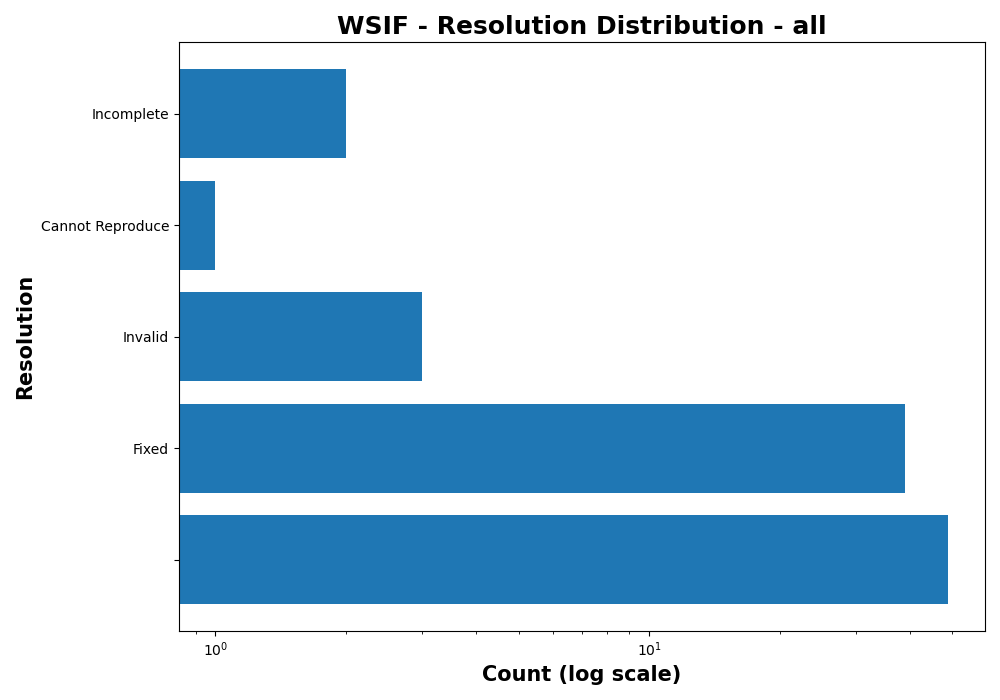 WSIF - Resolution Distribution - all
Incomplete
Cannot Reproduce
Invalid
Fixed
Resolution
10⁰
10¹
Count (log scale)